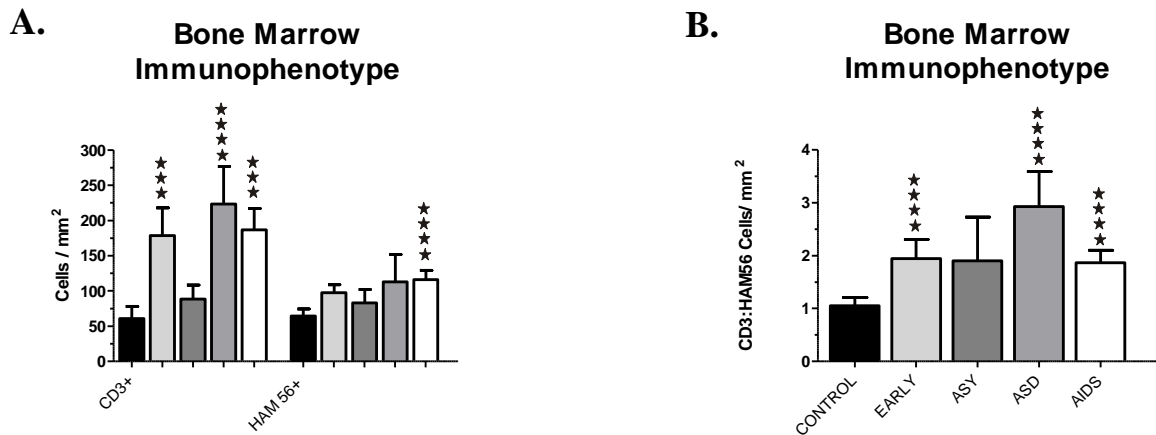 A.
Bone Marrow
Immunophenotype
300
250
200
150
100
50
0
Cells / mm2
CD3+
HAM 56+
B.
Bone Marrow
Immunophenotype
4
3
2
1
0
CD3:HAM56 Cells/ mm2
CONTROL
EARLY
ASY
ASD
AIDS